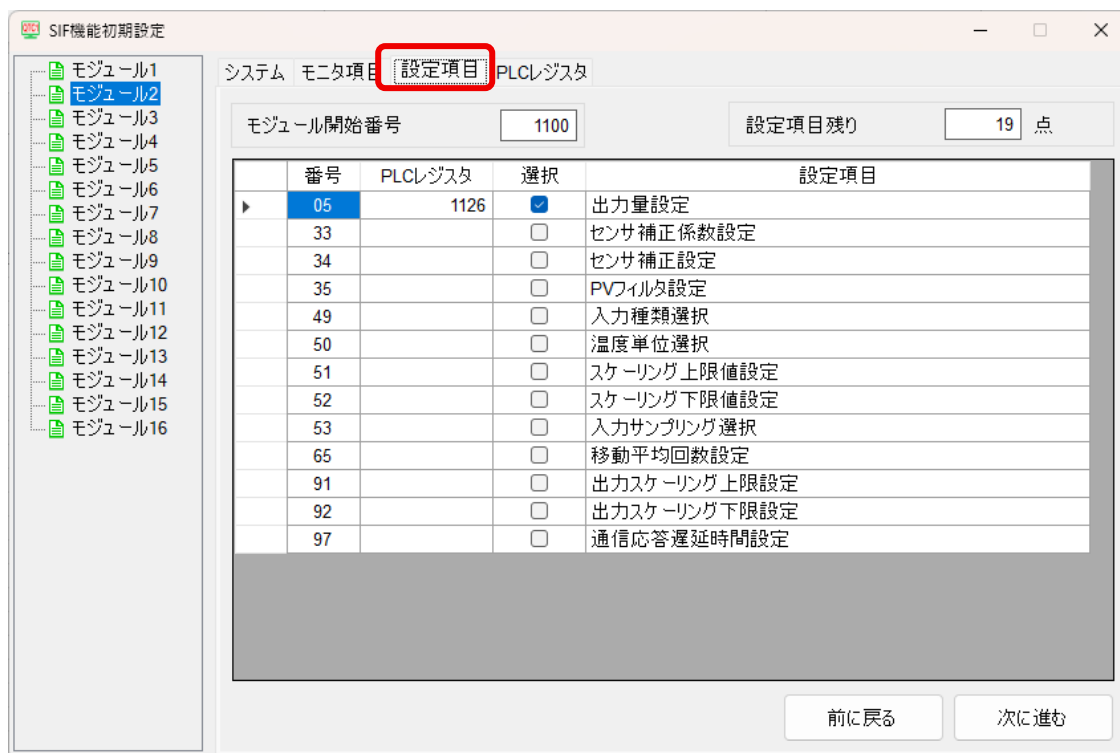 SIF機能初期設定
モジュール1
モジュール2
モジュール3
モジュール4
モジュール5
モジュール6
モジュール7
モジュール8
モジュール9
モジュール10
モジュール11
モジュール12
モジュール13
モジュール14
モジュール15
モジュール16
システム モニタ項目 設定項目 PLCレジスタ
モジュール開始番号 1100 設定項目残り 19 点
番号 PLCレジスタ 選択 設定項目
05 1126 出力量設定
33 センサ補正係数設定
34 センサ補正設定
35 PVフィルタ設定
49 入力種類選択
50 温度単位選択
51 スケーリング上限値設定
52 スケーリング下限値設定
53 入力サンプリング選択
65 移動平均回数設定
91 出力スケーリング上限設定
92 出力スケーリング下限設定
97 通信応答遅延時間設定
前に戻る 次に進む